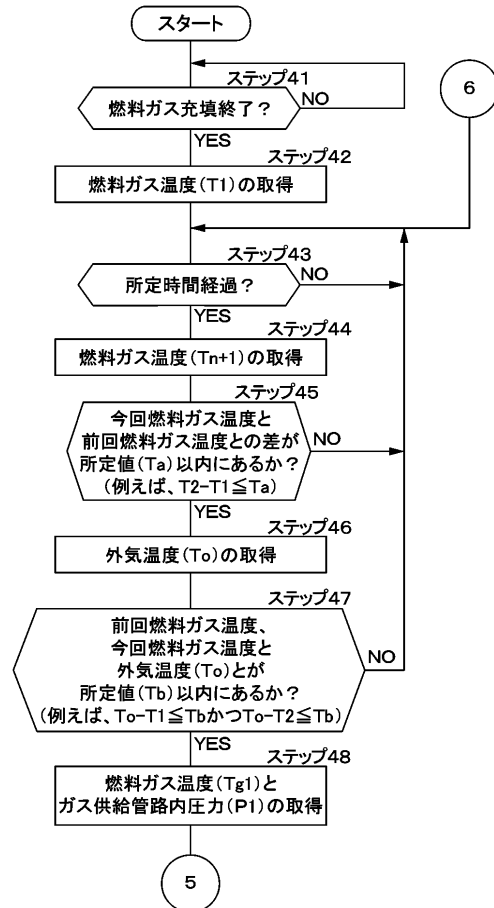 スタート
ステップ41
燃料ガス充填終了？
NO
6
YES
ステップ42
燃料ガス温度(T1)の取得
ステップ43
所定時間経過？
NO
YES
ステップ44
燃料ガス温度(Tn+1)の取得
ステップ45
今回燃料ガス温度と
前回燃料ガス温度との差が
所定値(Ta)以内にあるか？
(例えば、T2-T1≦Ta)
NO
YES
ステップ46
外気温度(To)の取得
ステップ47
前回燃料ガス温度、
今回燃料ガス温度と
外気温度(To)とが
所定値(Tb)以内にあるか？
(例えば、To-T1≦TbかつTo-T2≦Tb)
NO
YES
ステップ48
燃料ガス温度(Tg1)と
ガス供給管路内圧力(P1)の取得
5